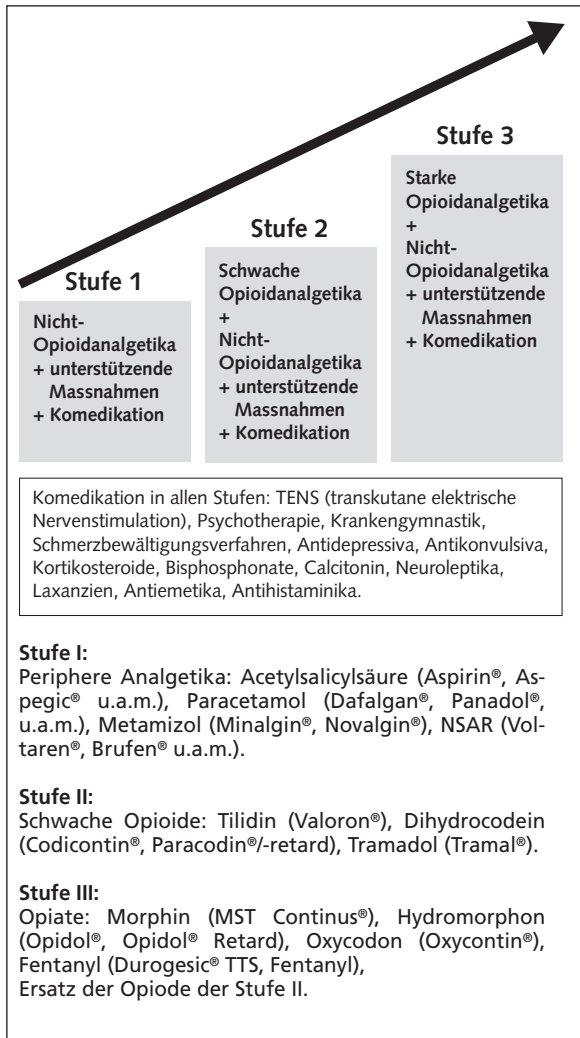 Stufe 3
Starke
Opioidanalgetika
+
Nicht-
Opioidanalgetika
+ unterstützende
Massnahmen
+ Komedikation
Stufe 2
Schwache
Opioidanalgetika
+
Nicht-
Opioidanalgetika
+ unterstützende
Massnahmen
+ Komedikation
Stufe 1
Nicht-
Opioidanalgetika
+ unterstützende
Massnahmen
+ Komedikation
Komedikation in allen Stufen: TENS (transkutane elektrische
Nervenstimulation), Psychotherapie, Krankengymnastik,
Schmerzbewältigungsverfahren, Antidepressiva, Antikonvulsiva,
Kortikosteroide, Bisphosphonate, Calcitonin, Neuroleptika,
Laxanzien, Antiemetika, Antihistaminika.
Stufe I:
Periphere Analgetika: Acetylsalicylsäure (Aspirin®, As-
pegic® u.a.m.), Paracetamol (Dafalgan®, Panadol®,
u.a.m.), Metamizol (Minalgin®, Novalgin®), NSAR (Vol-
taren®, Brufen® u.a.m.).
Stufe II:
Schwache Opioide: Tilidin (Valoron®), Dihydrocodein
(Codicontin®, Paracodin®/-retard), Tramadol (Tramal®).
Stufe III:
Opiate: Morphin (MST Continus®), Hydromorphon
(Opidol®, Opidol® Retard), Oxycodon (Oxycontin®),
Fentanyl (Durogesic® TTS, Fentanyl),
Ersatz der Opiode der Stufe II.